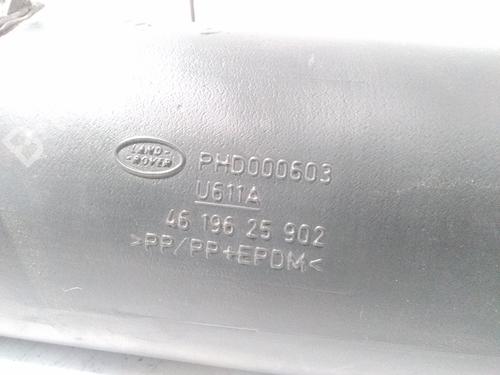 LAND-
-ROVER
PHD000603
U611A
46 196 25 902
>PP/PP+EPDM<